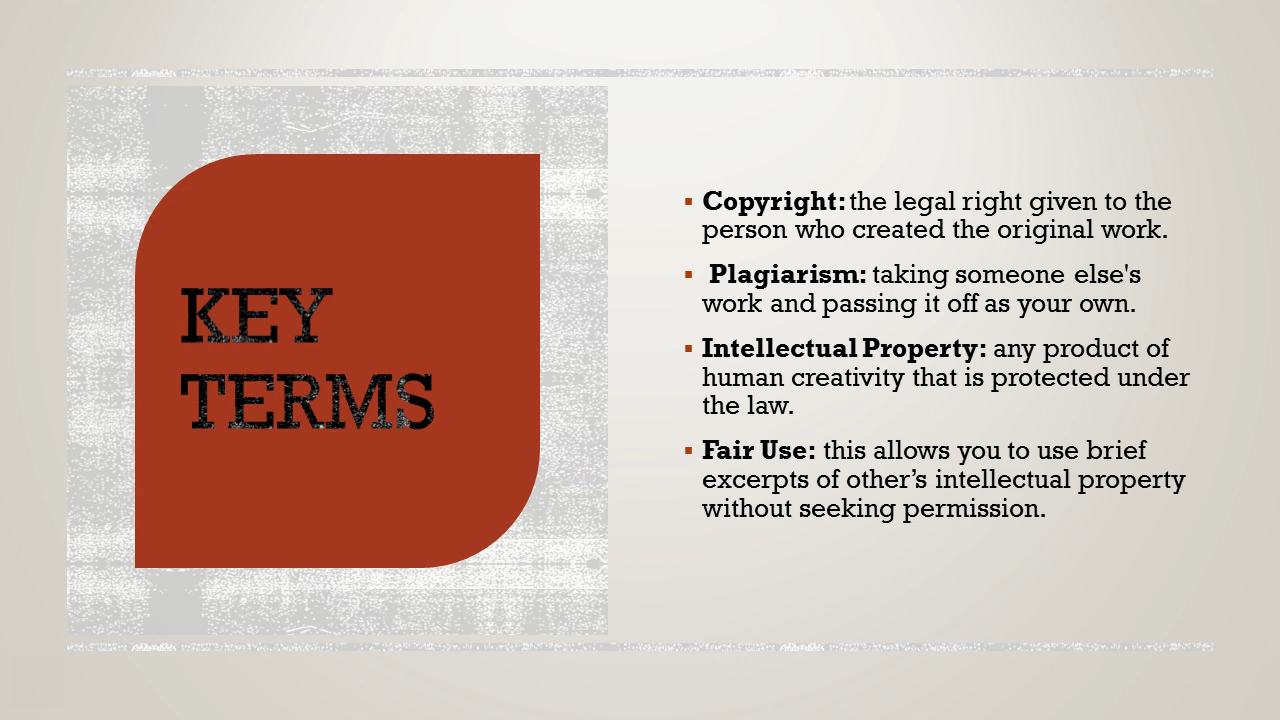 KEY
TERMS
▪ Copyright: the legal right given to the
person who created the original work.
▪ Plagiarism: taking someone else's
work and passing it off as your own.
▪ Intellectual Property: any product of
human creativity that is protected under
the law.
▪ Fair Use: this allows you to use brief
excerpts of other’s intellectual property
without seeking permission.